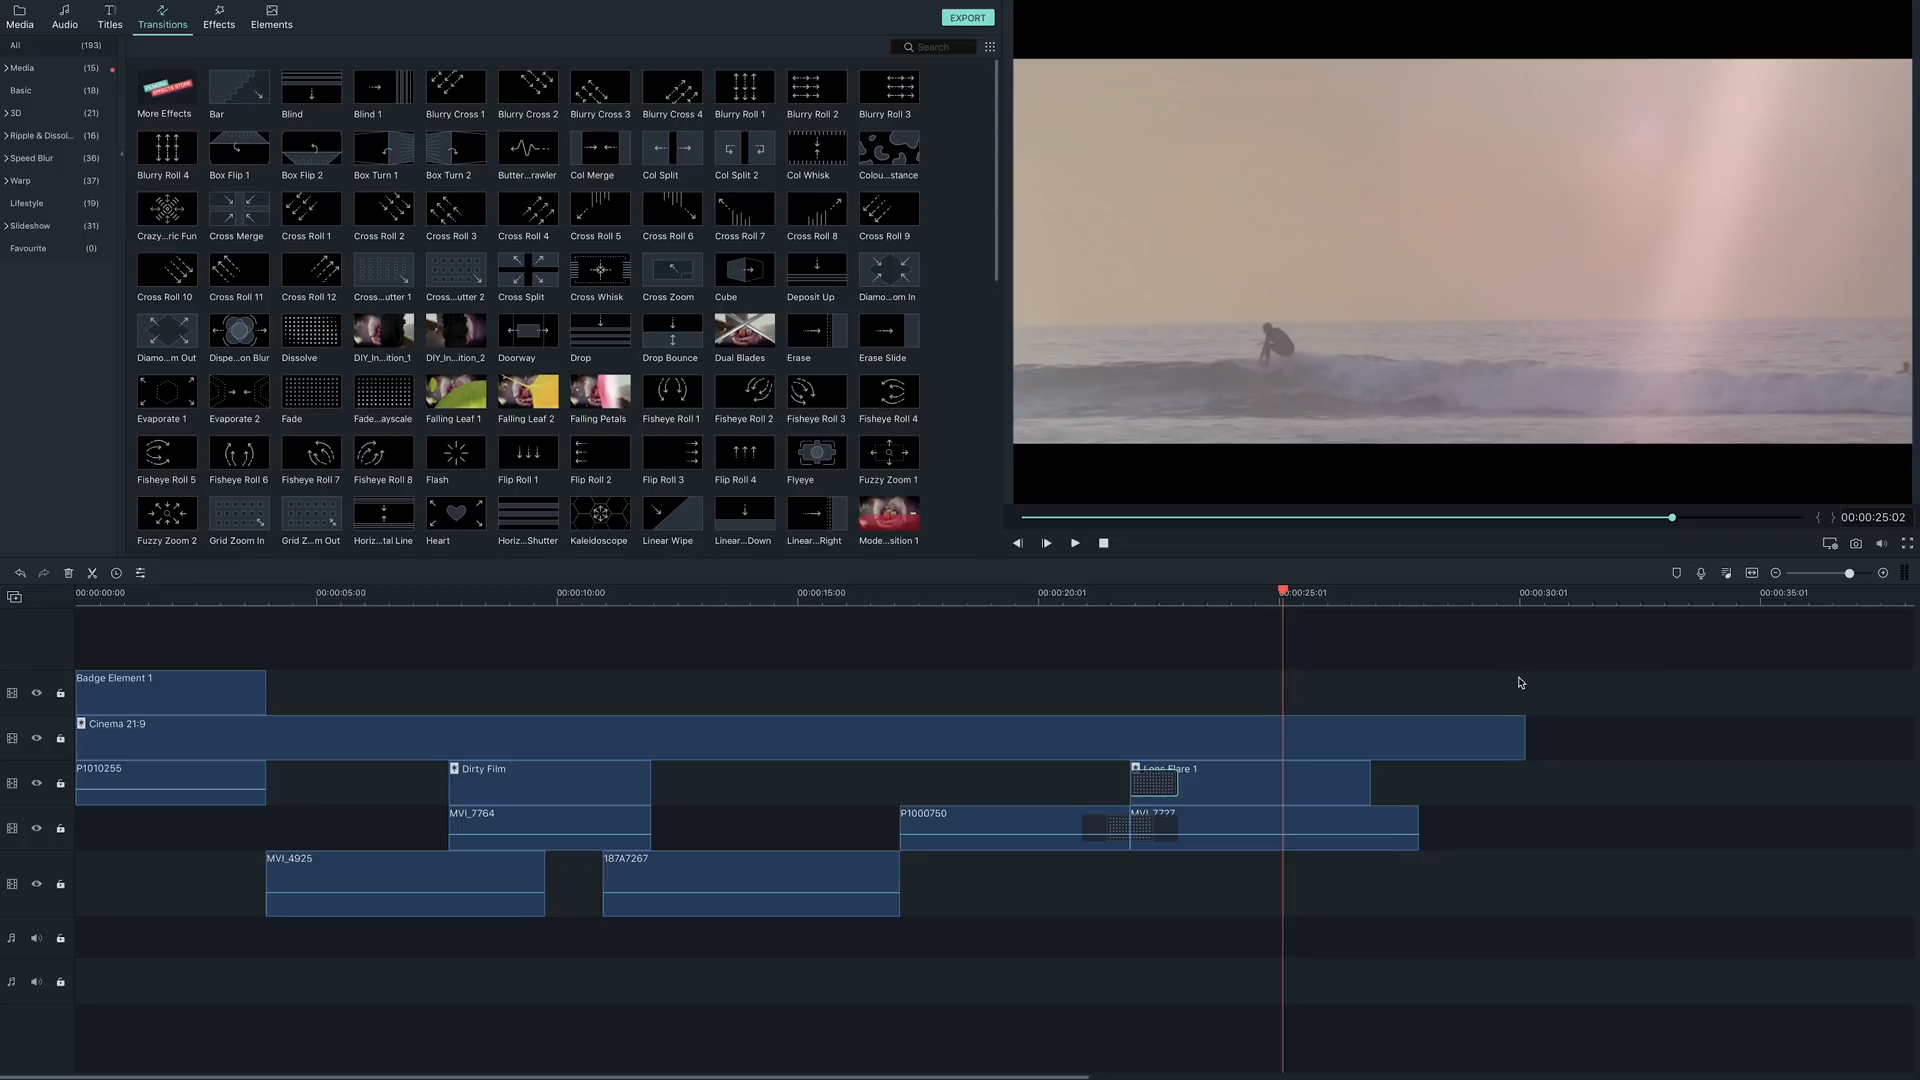 Media Audio Titles Transitions Effects Elements
EXPORT
Search
All (193)
Media (15)
Basic (18)
3D (21)
Ripple & Dissol... (16)
Speed Blur (36)
Warp (37)
Lifestyle (19)
Slideshow (31)
Favourite (0)
More Effects Bar Blind Blind 1 Blurry Cross 1 Blurry Cross 2 Blurry Cross 3 Blurry Cross 4 Blurry Roll 1 Blurry Roll 2 Blurry Roll 3
Blurry Roll 4 Box Flip 1 Box Flip 2 Box Turn 1 Box Turn 2 Butter...rawler Col Merge Col Split Col Split 2 Col Whisk Colou...stance
Crazy...ric Fun Cross Merge Cross Roll 1 Cross Roll 2 Cross Roll 3 Cross Roll 4 Cross Roll 5 Cross Roll 6 Cross Roll 7 Cross Roll 8 Cross Roll 9
Cross Roll 10 Cross Roll 11 Cross Roll 12 Cross...utter 1 Cross...utter 2 Cross Split Cross Whisk Cross Zoom Cube Deposit Up Diamo...om In
Diamo...m Out Dispe...on Blur Dissolve DIY_In...ition_1 DIY_In...ition_2 Doorway Drop Drop Bounce Dual Blades Erase Erase Slide
Evaporate 1 Evaporate 2 Fade Fade...ayscale Falling Leaf 1 Falling Leaf 2 Falling Petals Fisheye Roll 1 Fisheye Roll 2 Fisheye Roll 3 Fisheye Roll 4
Fisheye Roll 5 Fisheye Roll 6 Fisheye Roll 7 Fisheye Roll 8 Flash Flip Roll 1 Flip Roll 2 Flip Roll 3 Flip Roll 4 Flyeye Fuzzy Zoom 1
Fuzzy Zoom 2 Grid Zoom In Grid Z...m Out Horiz...tal Line Heart Horiz...Shutter Kaleidoscope Linear Wipe Linear...Down Linear...Right Mode...sition 1
00:00:25:02
00:00:00:00 00:00:05:00 00:00:10:00 00:00:15:00 00:00:20:01 00:00:25:01 00:00:30:01 00:00:35:01
Badge Element 1
Cinema 21:9
P1010255 Dirty Film Lens Flare 1
MVI_7764 P1000750 MVI_7727
MVI_4925 187A7267